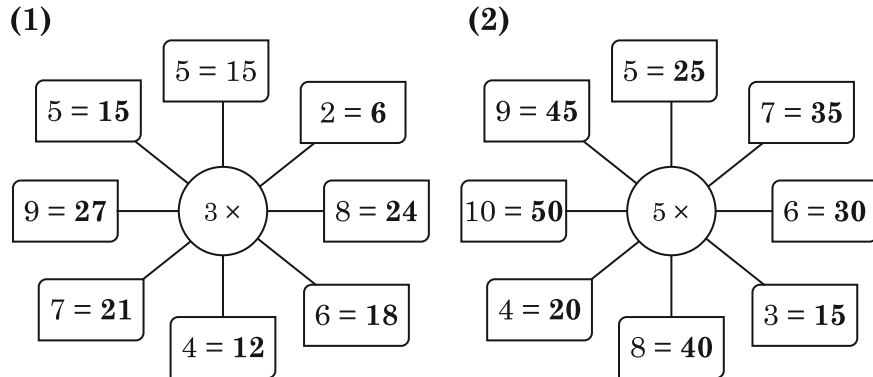 (1)
5 = 15
2 = 6
8 = 24
6 = 18
4 = 12
7 = 21
9 = 27
5 = 15
3 ×
(2)
5 = 25
7 = 35
6 = 30
3 = 15
8 = 40
4 = 20
10 = 50
9 = 45
5 ×